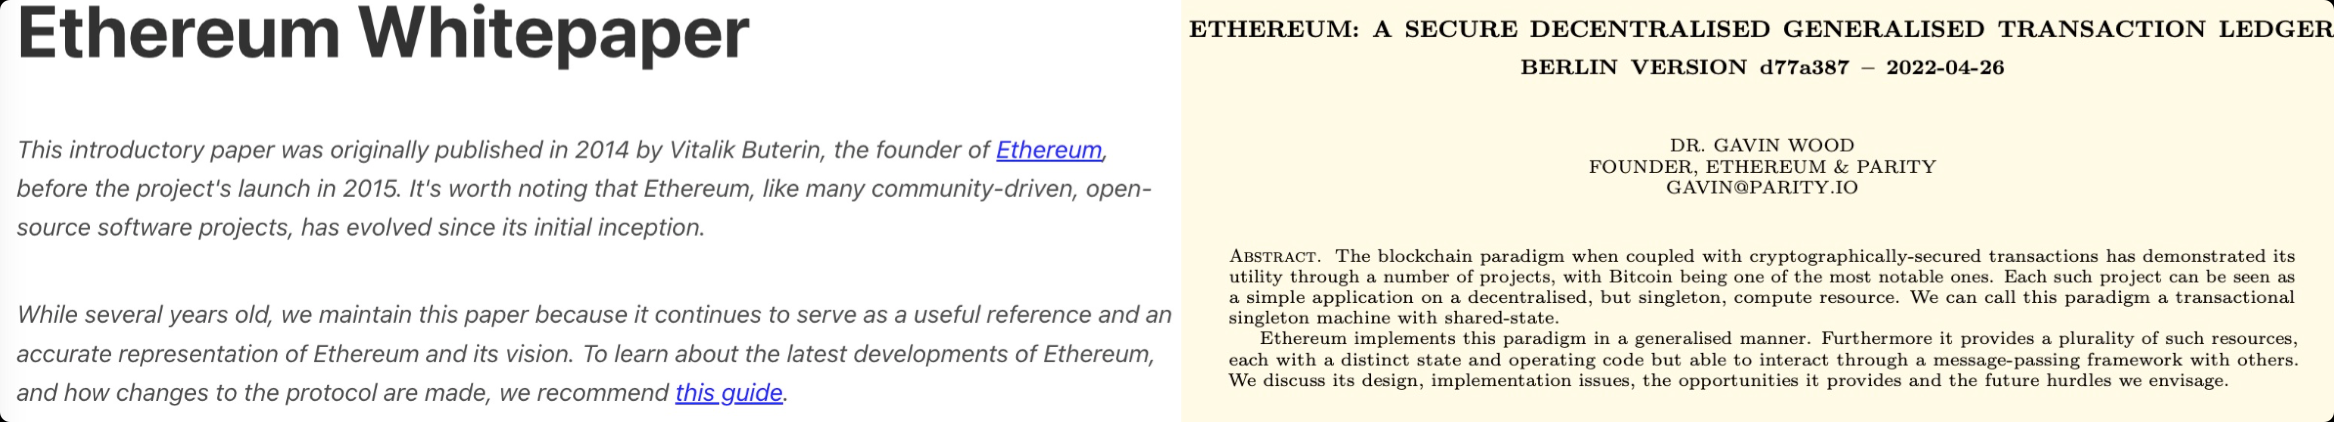 Ethereum Whitepaper
This introductory paper was originally published in 2014 by Vitalik Buterin, the founder of Ethereum,
before the project's launch in 2015. It's worth noting that Ethereum, like many community-driven, open-
source software projects, has evolved since its initial inception.
While several years old, we maintain this paper because it continues to serve as a useful reference and an
accurate representation of Ethereum and its vision. To learn about the latest developments of Ethereum,
and how changes to the protocol are made, we recommend this guide.
ETHEREUM: A SECURE DECENTRALISED GENERALISED TRANSACTION LEDGER
BERLIN VERSION d77a387 – 2022-04-26
DR. GAVIN WOOD
FOUNDER, ETHEREUM & PARITY
GAVIN@PARITY.IO
Abstract. The blockchain paradigm when coupled with cryptographically-secured transactions has demonstrated its
utility through a number of projects, with Bitcoin being one of the most notable ones. Each such project can be seen as
a simple application on a decentralised, but singleton, compute resource. We can call this paradigm a transactional
singleton machine with shared-state.
Ethereum implements this paradigm in a generalised manner. Furthermore it provides a plurality of such resources,
each with a distinct state and operating code but able to interact through a message-passing framework with others.
We discuss its design, implementation issues, the opportunities it provides and the future hurdles we envisage.